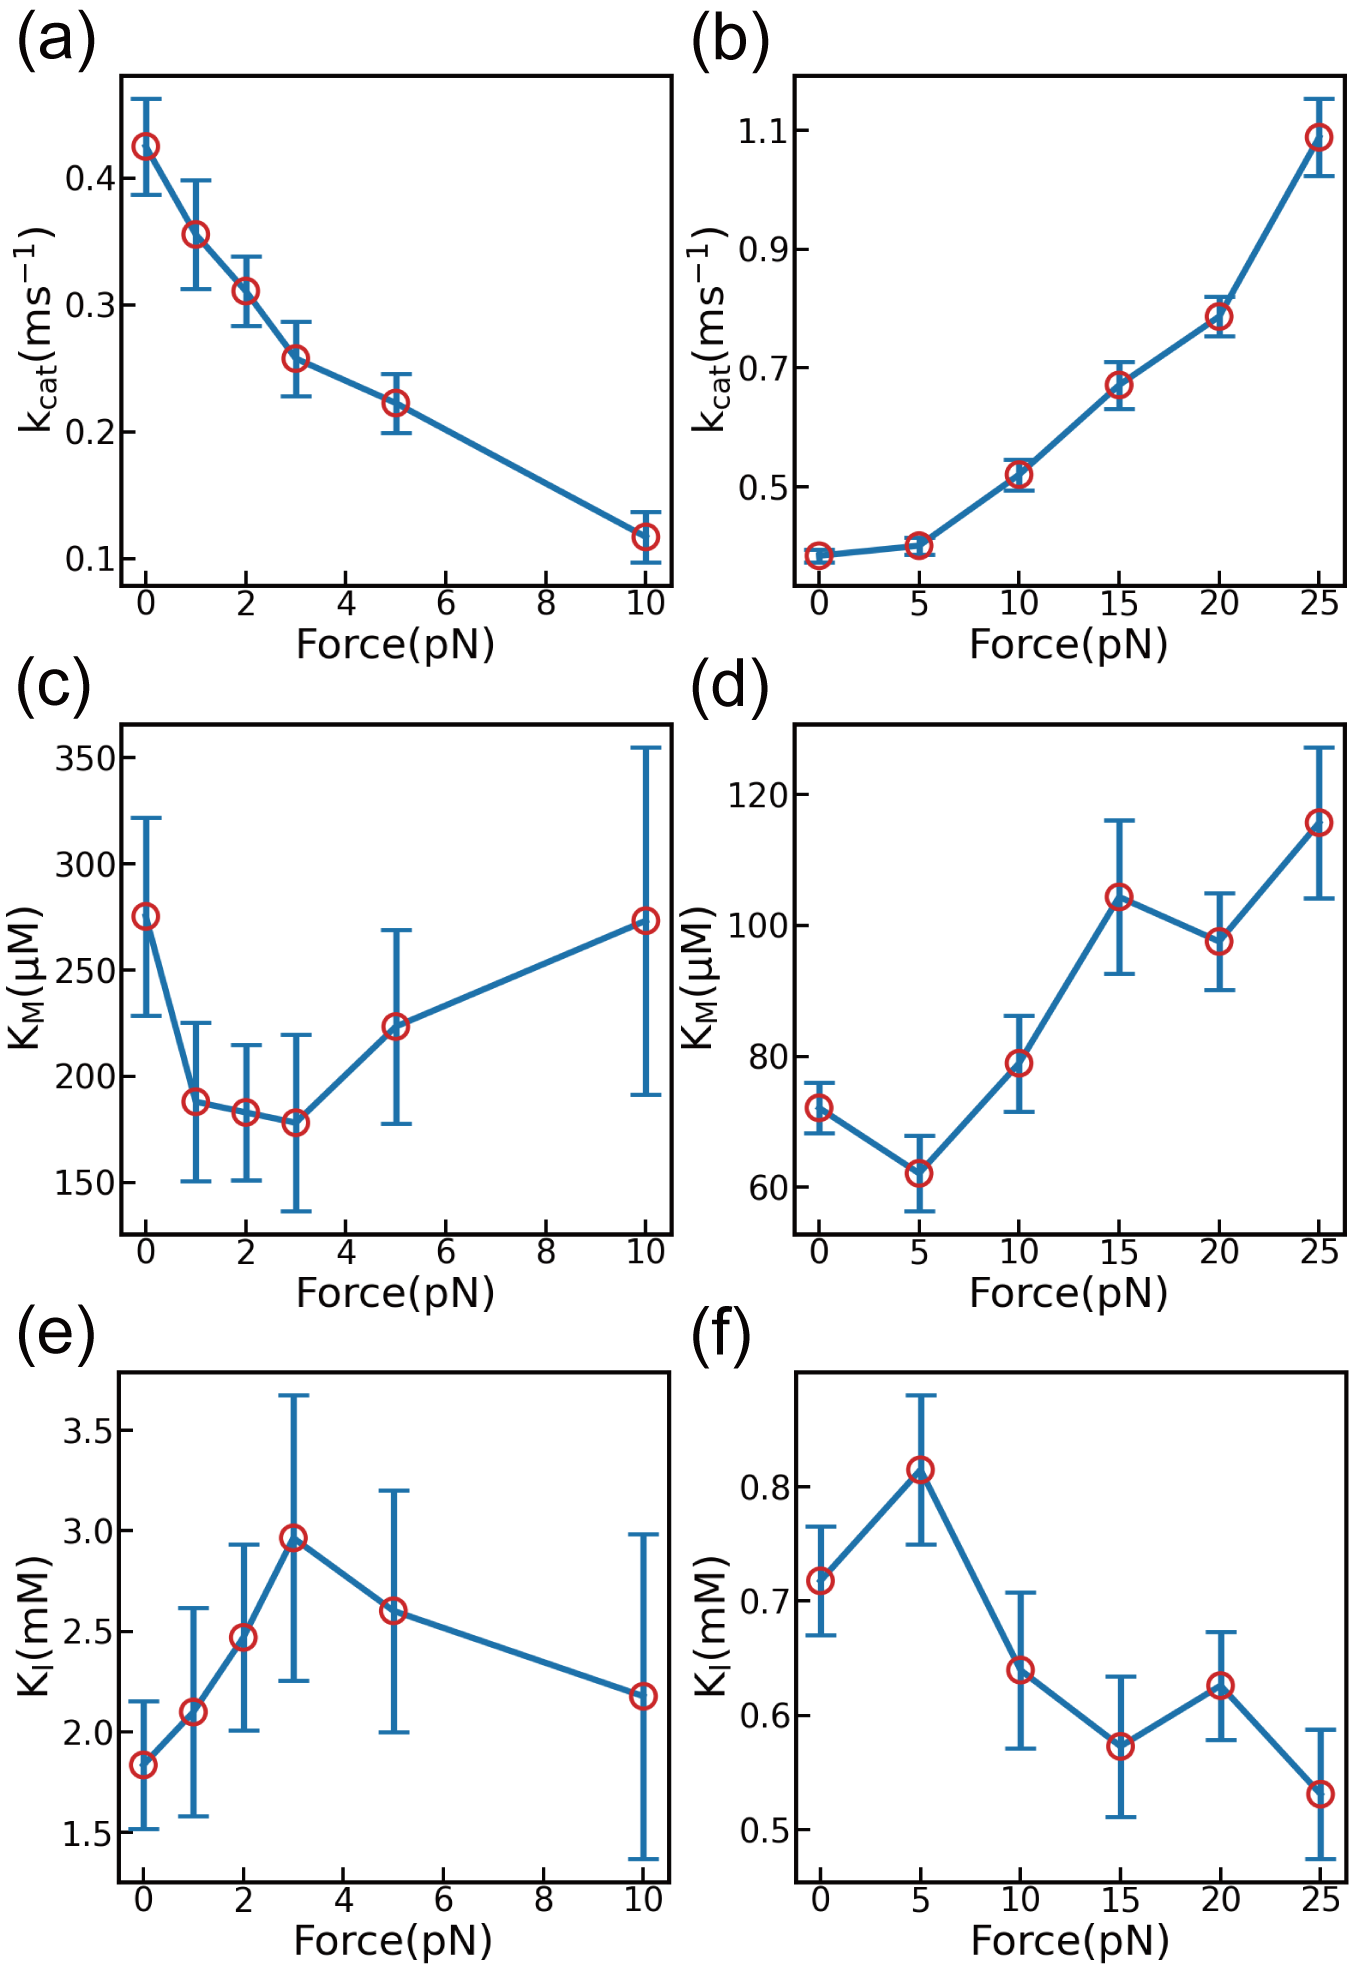 (a)
(b)
kcat(ms⁻¹)
0.4
0.3
0.2
0.1
0 2 4 6 8 10
Force(pN)
kcat(ms⁻¹)
1.1
0.9
0.7
0.5
0 5 10 15 20 25
Force(pN)
(c)
(d)
KM(μM)
350
300
250
200
150
0 2 4 6 8 10
Force(pN)
KM(μM)
120
100
80
60
0 5 10 15 20 25
Force(pN)
(e)
(f)
KI(mM)
3.5
3.0
2.5
2.0
1.5
0 2 4 6 8 10
Force(pN)
KI(mM)
0.8
0.7
0.6
0.5
0 5 10 15 20 25
Force(pN)